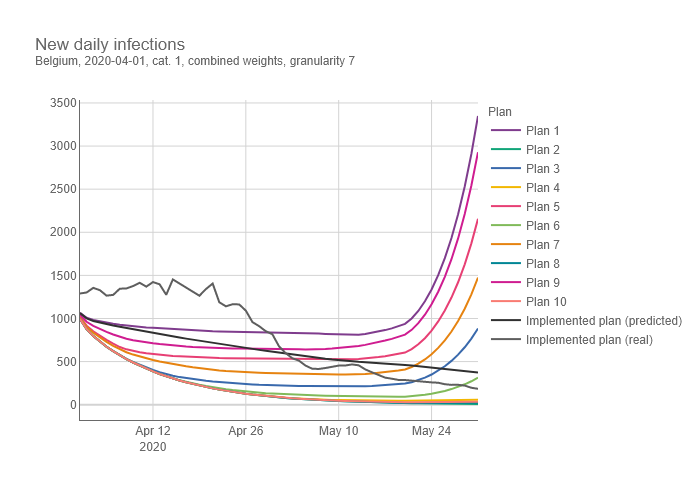 New daily infections
Belgium, 2020-04-01, cat. 1, combined weights, granularity 7
3500
3000
2500
2000
1500
1000
500
0
Apr 12
2020
Apr 26
May 10
May 24
Plan
Plan 1
Plan 2
Plan 3
Plan 4
Plan 5
Plan 6
Plan 7
Plan 8
Plan 9
Plan 10
Implemented plan (predicted)
Implemented plan (real)